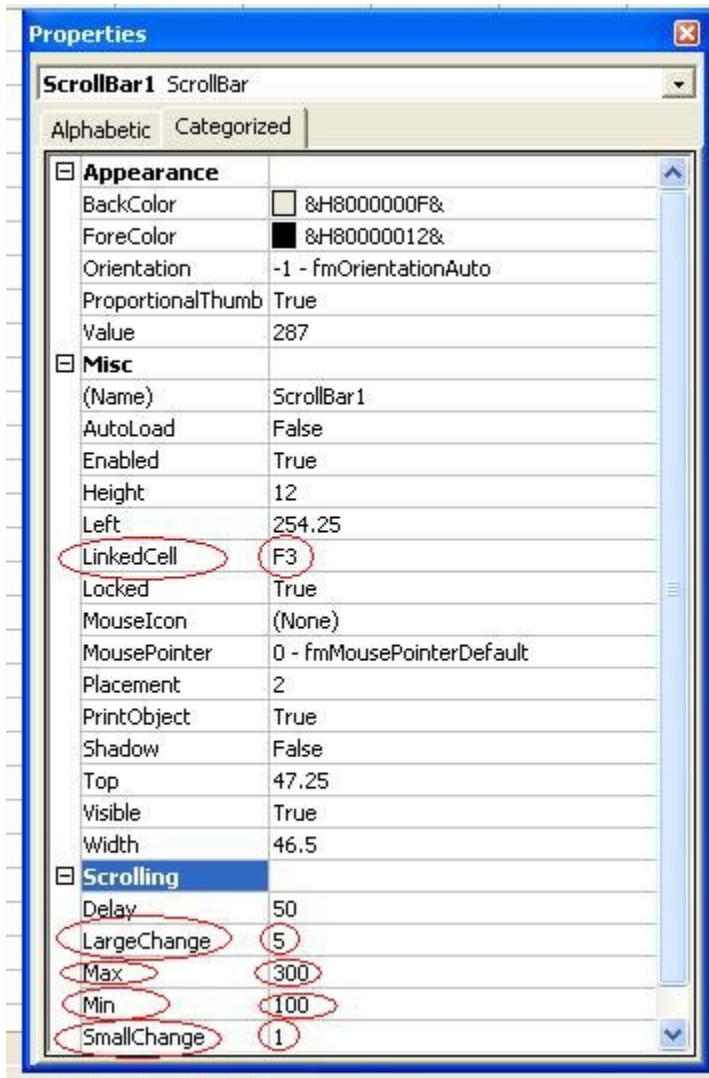 Properties
ScrollBar1 ScrollBar
Alphabetic Categorized
Appearance
BackColor &H8000000F&
ForeColor &H80000012&
Orientation -1 - fmOrientationAuto
ProportionalThumb True
Value 287
Misc
(Name) ScrollBar1
AutoLoad False
Enabled True
Height 12
Left 254.25
LinkedCell F3
Locked True
MouseIcon (None)
MousePointer 0 - fmMousePointerDefault
Placement 2
PrintObject True
Shadow False
Top 47.25
Visible True
Width 46.5
Scrolling
Delay 50
LargeChange 5
Max 300
Min 100
SmallChange 1